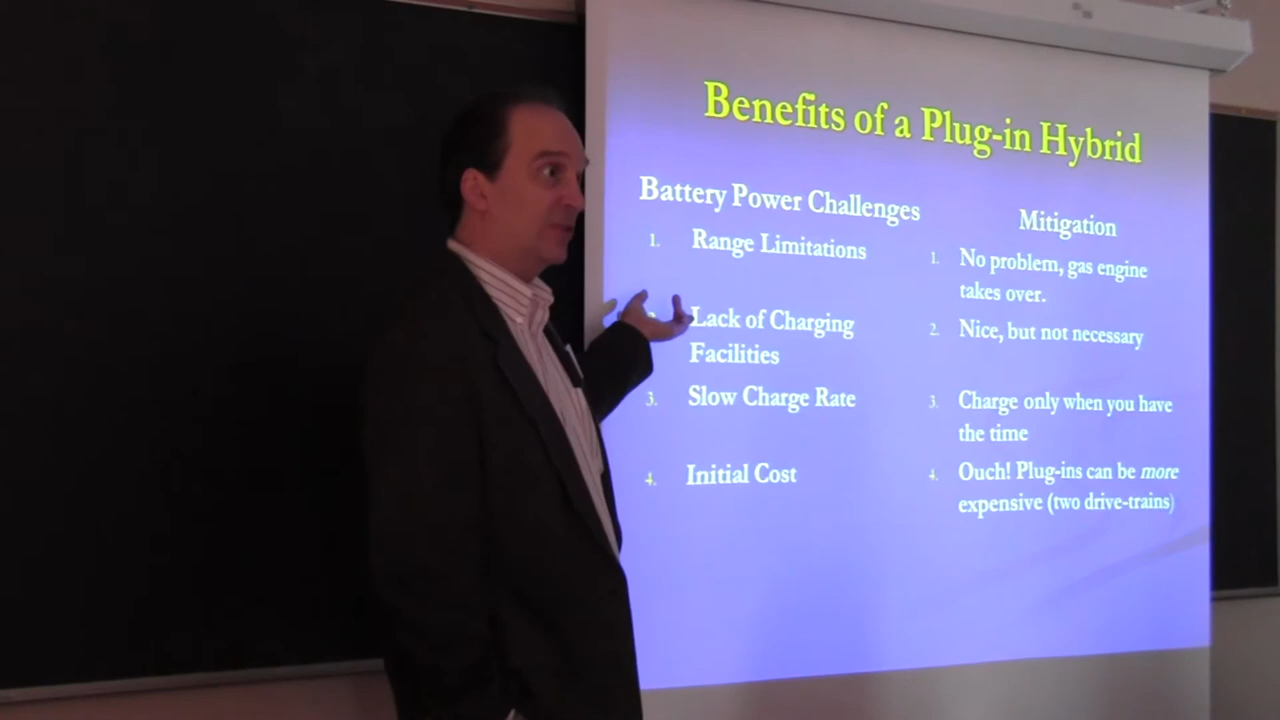 Benefits of a Plug-in Hybrid
Battery Power Challenges
1. Range Limitations
Lack of Charging
Facilities
3. Slow Charge Rate
4. Initial Cost
Mitigation
1. No problem, gas engine
takes over.
2. Nice, but not necessary
3. Charge only when you have
the time
4. Ouch! Plug-ins can be more
expensive (two drive-trains)